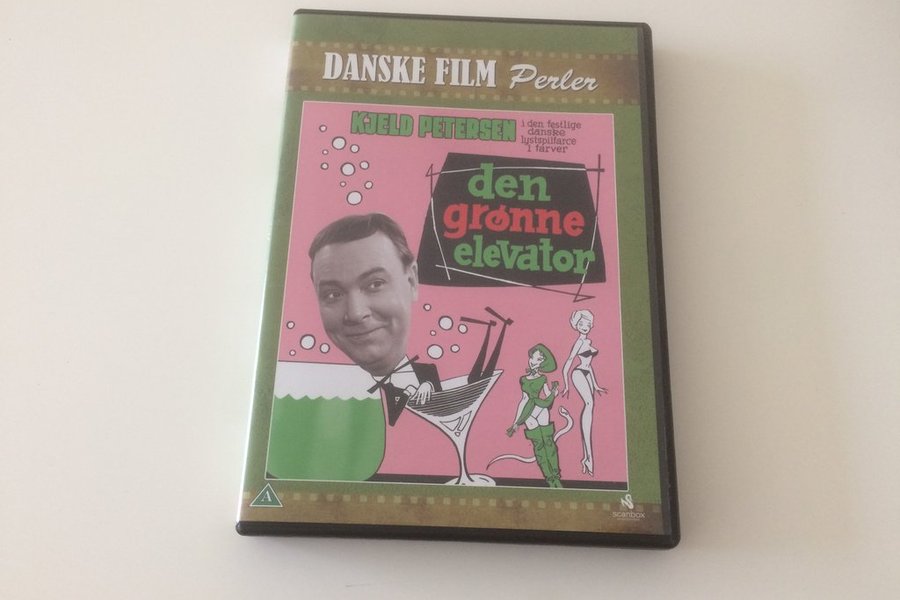 DANSKE FILM Perler
KJELD PETERSEN
i den festlige
danske
lystspilfarce
i farver
den
grønne
elevator
A
scanbox